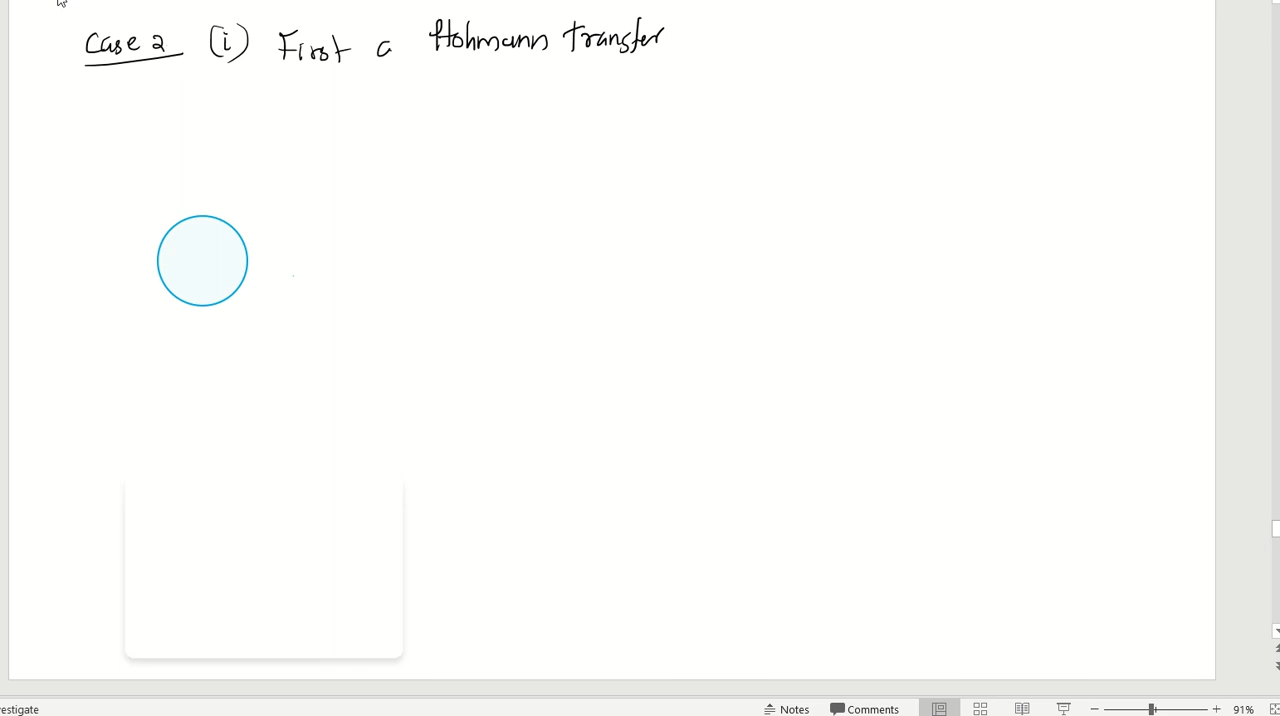 Case 2 (i) First a Hohmann transfer
estigate Notes Comments 91%